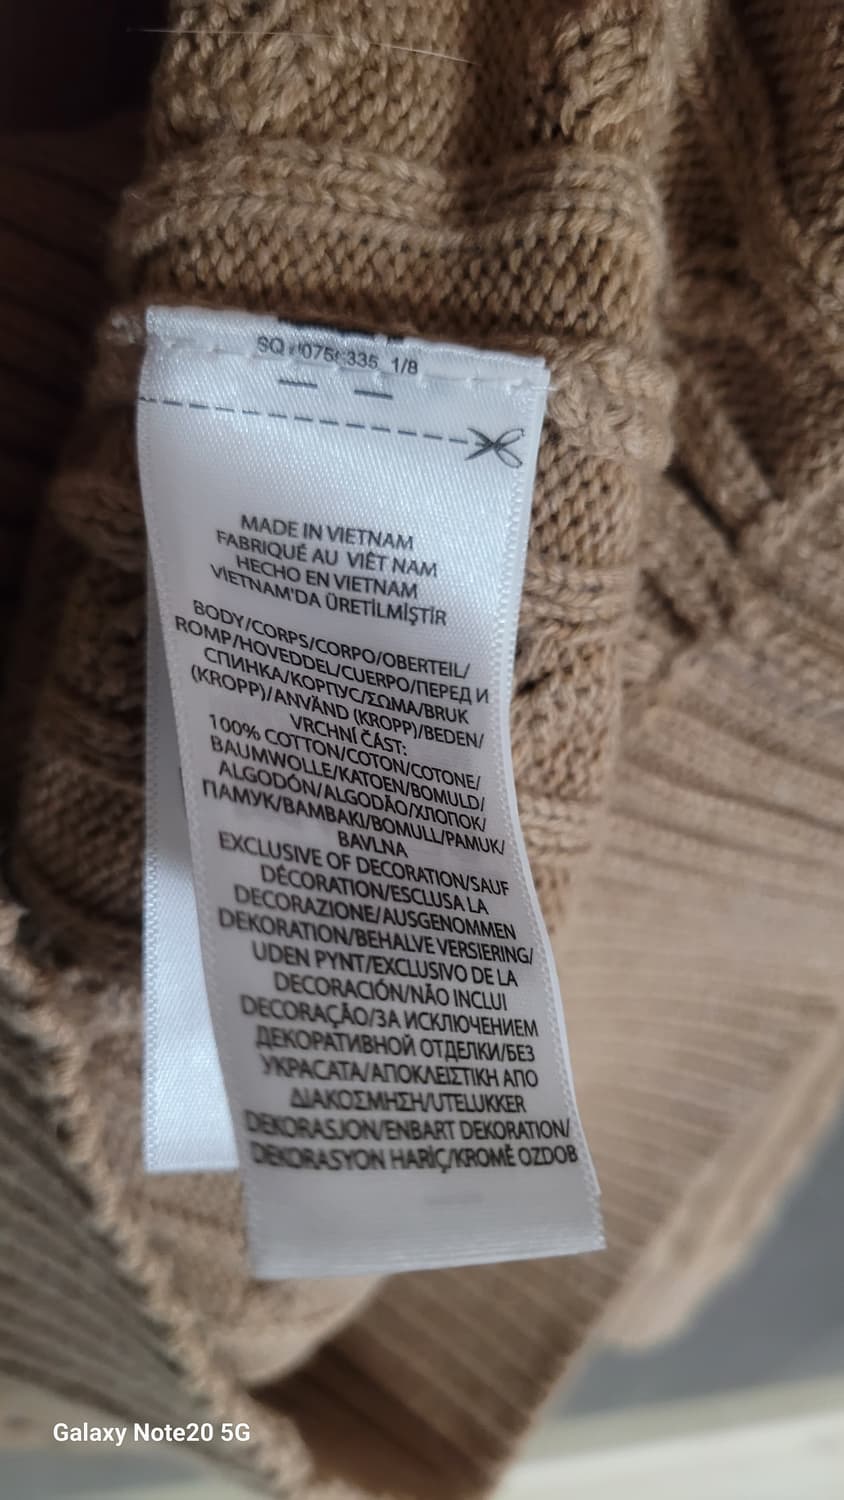 1/8
MADE IN VIETNAM
FABRIQUÉ AU VIÊT NAM
HECHO EN VIETNAM
VİETNAM'DA ÜRETİLMİŞTİR
BODY/CORPS/CORPO/OBERTEIL/
ROMP/HOVEDDEL/CUERPO/ПЕРЕД И
СПИНКА/КОРПУС/ΣΩΜΑ/BRUK
(KROPP)/ANVÄND (KROPP)/BEDEN/
VRCHNÍ ČÁST:
100% COTTON/COTON/COTONE/
BAUMWOLLE/KATOEN/BOMULD/
ALGODÓN/ALGODÃO/ХЛОПОК/
ПАМУК/ΒΑΜΒΑΚΙ/BOMULL/PAMUK/
BAVLNA
EXCLUSIVE OF DECORATION/SAUF
DÉCORATION/ESCLUSA LA
DECORAZIONE/AUSGENOMMEN
DEKORATION/BEHALVE VERSIERING/
UDEN PYNT/EXCLUSIVO DE LA
DECORACIÓN/NÃO INCLUI
DECORAÇÃO/ЗА ИСКЛЮЧЕНИЕМ
ДЕКОРАТИВНОЙ ОТДЕЛКИ/БЕЗ
УКРАСАТА/ΑΠΟΚΛΕΙΣΤΙΚΗ ΑΠΟ
ΔΙΑΚΟΣΜΗΣΗ/UTELUKKER
DEKORASJON/ENBART DEKORATION/
DEKORASYON HARİÇ/KROMĚ OZDOB
Galaxy Note20 5G